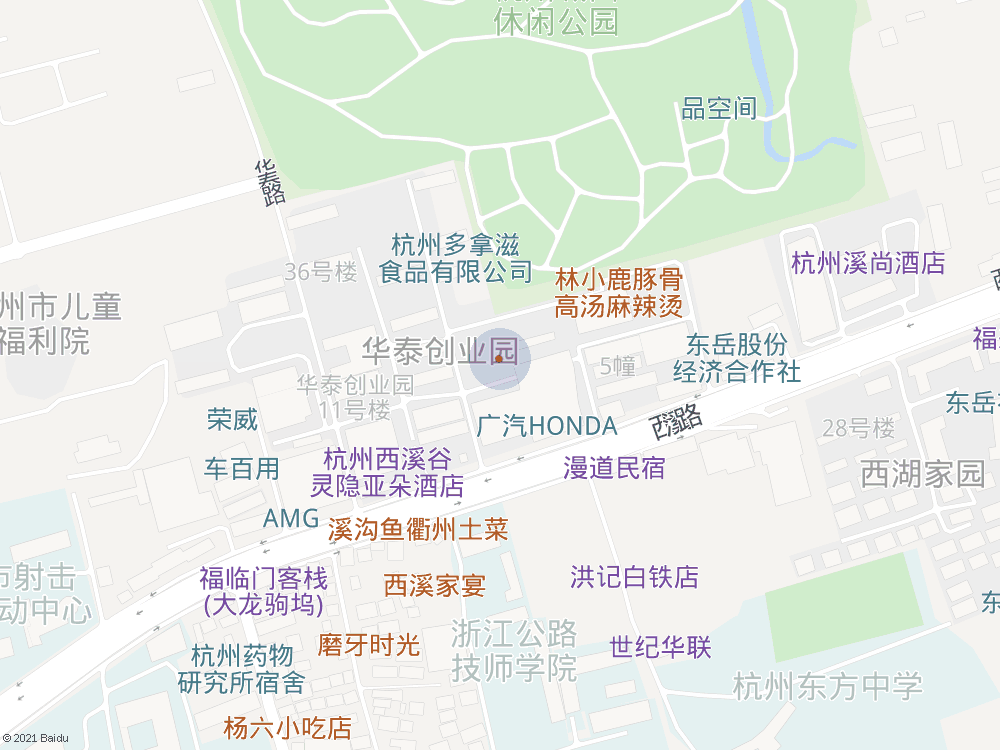 休闲公园
品空间
华泰路
杭州多拿滋
食品有限公司
36号楼
杭州溪尚酒店
林小鹿豚骨
高汤麻辣烫
州市儿童
福利院
华泰创业园
东岳股份
经济合作社
5幢
华泰创业园
11号楼
荣威
广汽HONDA
西溪路
28号楼
车百用
杭州西溪谷
灵隐亚朵酒店
漫道民宿
西湖家园
AMG
溪沟鱼衢州土菜
福临门客栈
(大龙驹坞)
西溪家宴
洪记白铁店
市射击
动中心
磨牙时光
浙江公路
技师学院
世纪华联
杭州药物
研究所宿舍
杭州东方中学
杨六小吃店
© 2021 Baidu